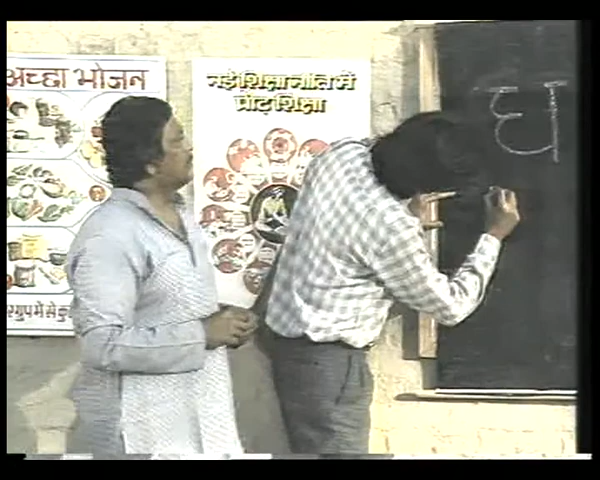 अच्छा भोजन
नई शिक्षा नीति में
प्रौढ़ शिक्षा
घ